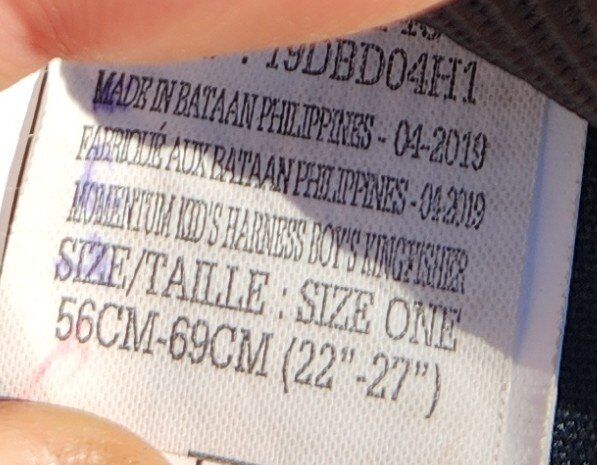 : 19DBD04H1
MADE IN BATAAN PHILIPPINES - 04-2019
FABRIQUÉ AUX BATAAN PHILIPPINES - 04-2019
MOMENTUM KID'S HARNESS BOY'S KINGFISHER
SIZE/TAILLE : SIZE ONE
56CM-69CM (22"-27")